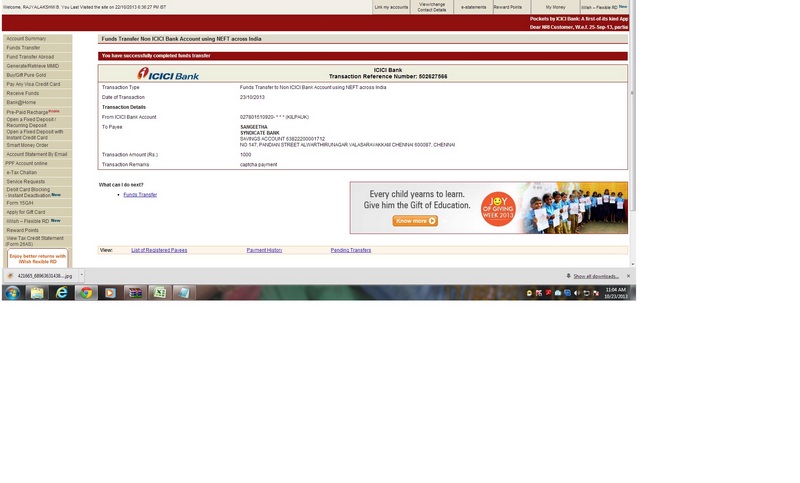 Welcome, RAJYALAKSHMI B. You Last Visited the site on 22/10/2013 6:36:27 PM IST
Link my accounts
View/change Contact Details
e-statements
Reward Points
My Money
iWish – Flexible RD New
Pockets by ICICI Bank: A first-of-its kind App
Dear NRI Customer, W.e.f. 25-Sep-13, partie
Account Summary
Funds Transfer
Fund Transfer Abroad
Generate/Retrieve MMID
Buy/Gift Pure Gold
Pay Any Visa Credit Card
Receive Funds
Bank@Home
Pre-Paid Recharge
Open a Fixed Deposit /
Recurring Deposit
Open a Fixed Deposit with
Instant Credit Card
Smart Money Order
Account Statement By Email
PPF Account online
e-Tax Challan
Service Requests
Debit Card Blocking
- Instant Deactivation New
Form 15G/H
Apply for Gift Card
iWish – Flexible RD New
Reward Points
View Tax Credit Statement
(Form 26AS)
Enjoy better returns with
iWish flexible RD
Funds Transfer Non ICICI Bank Account using NEFT across India
You have successfully completed funds transfer
ICICI Bank
ICICI Bank
Transaction Reference Number: 502627566
Transaction Type Funds Transfer to Non ICICI Bank Account using NEFT across India
Date of Transaction 23/10/2013
Transaction Details
From ICICI Bank Account 027801510920- * * * (KILPAUK)
To Payee SANGEETHA
SYNDICATE BANK
SAVINGS ACCOUNT 63822200001712
NO 147, PANDIAN STREET ALWARTHIRUNAGAR VALASARAVAKKAM CHENNAI 600087, CHENNAI
Transaction Amount (Rs.) 1000
Transaction Remarks captcha payment
What can I do next?
Funds Transfer
Every child yearns to learn.
Give him the Gift of Education.
Know more
JOY
OF GIVING
WEEK 2013
View: List of Registered Payees Payment History Pending Transfers
421665_68963631438....jpg
Show all downloads...
11:04 AM
10/23/2013